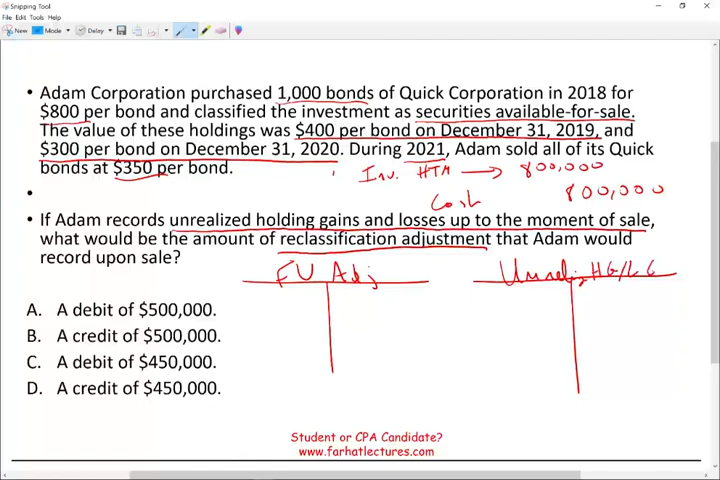 Snipping Tool
File Edit Tools Help
New Mode Delay
• Adam Corporation purchased 1,000 bonds of Quick Corporation in 2018 for
$800 per bond and classified the investment as securities available-for-sale.
The value of these holdings was $400 per bond on December 31, 2019, and
$300 per bond on December 31, 2020. During 2021, Adam sold all of its Quick
bonds at $350 per bond.
Inv. HTM 800,000
Cash 800,000
• If Adam records unrealized holding gains and losses up to the moment of sale,
what would be the amount of reclassification adjustment that Adam would
record upon sale?
FV Adj
A. A debit of $500,000.
B. A credit of $500,000.
C. A debit of $450,000.
D. A credit of $450,000.
Student or CPA Candidate?
www.farhatlectures.com